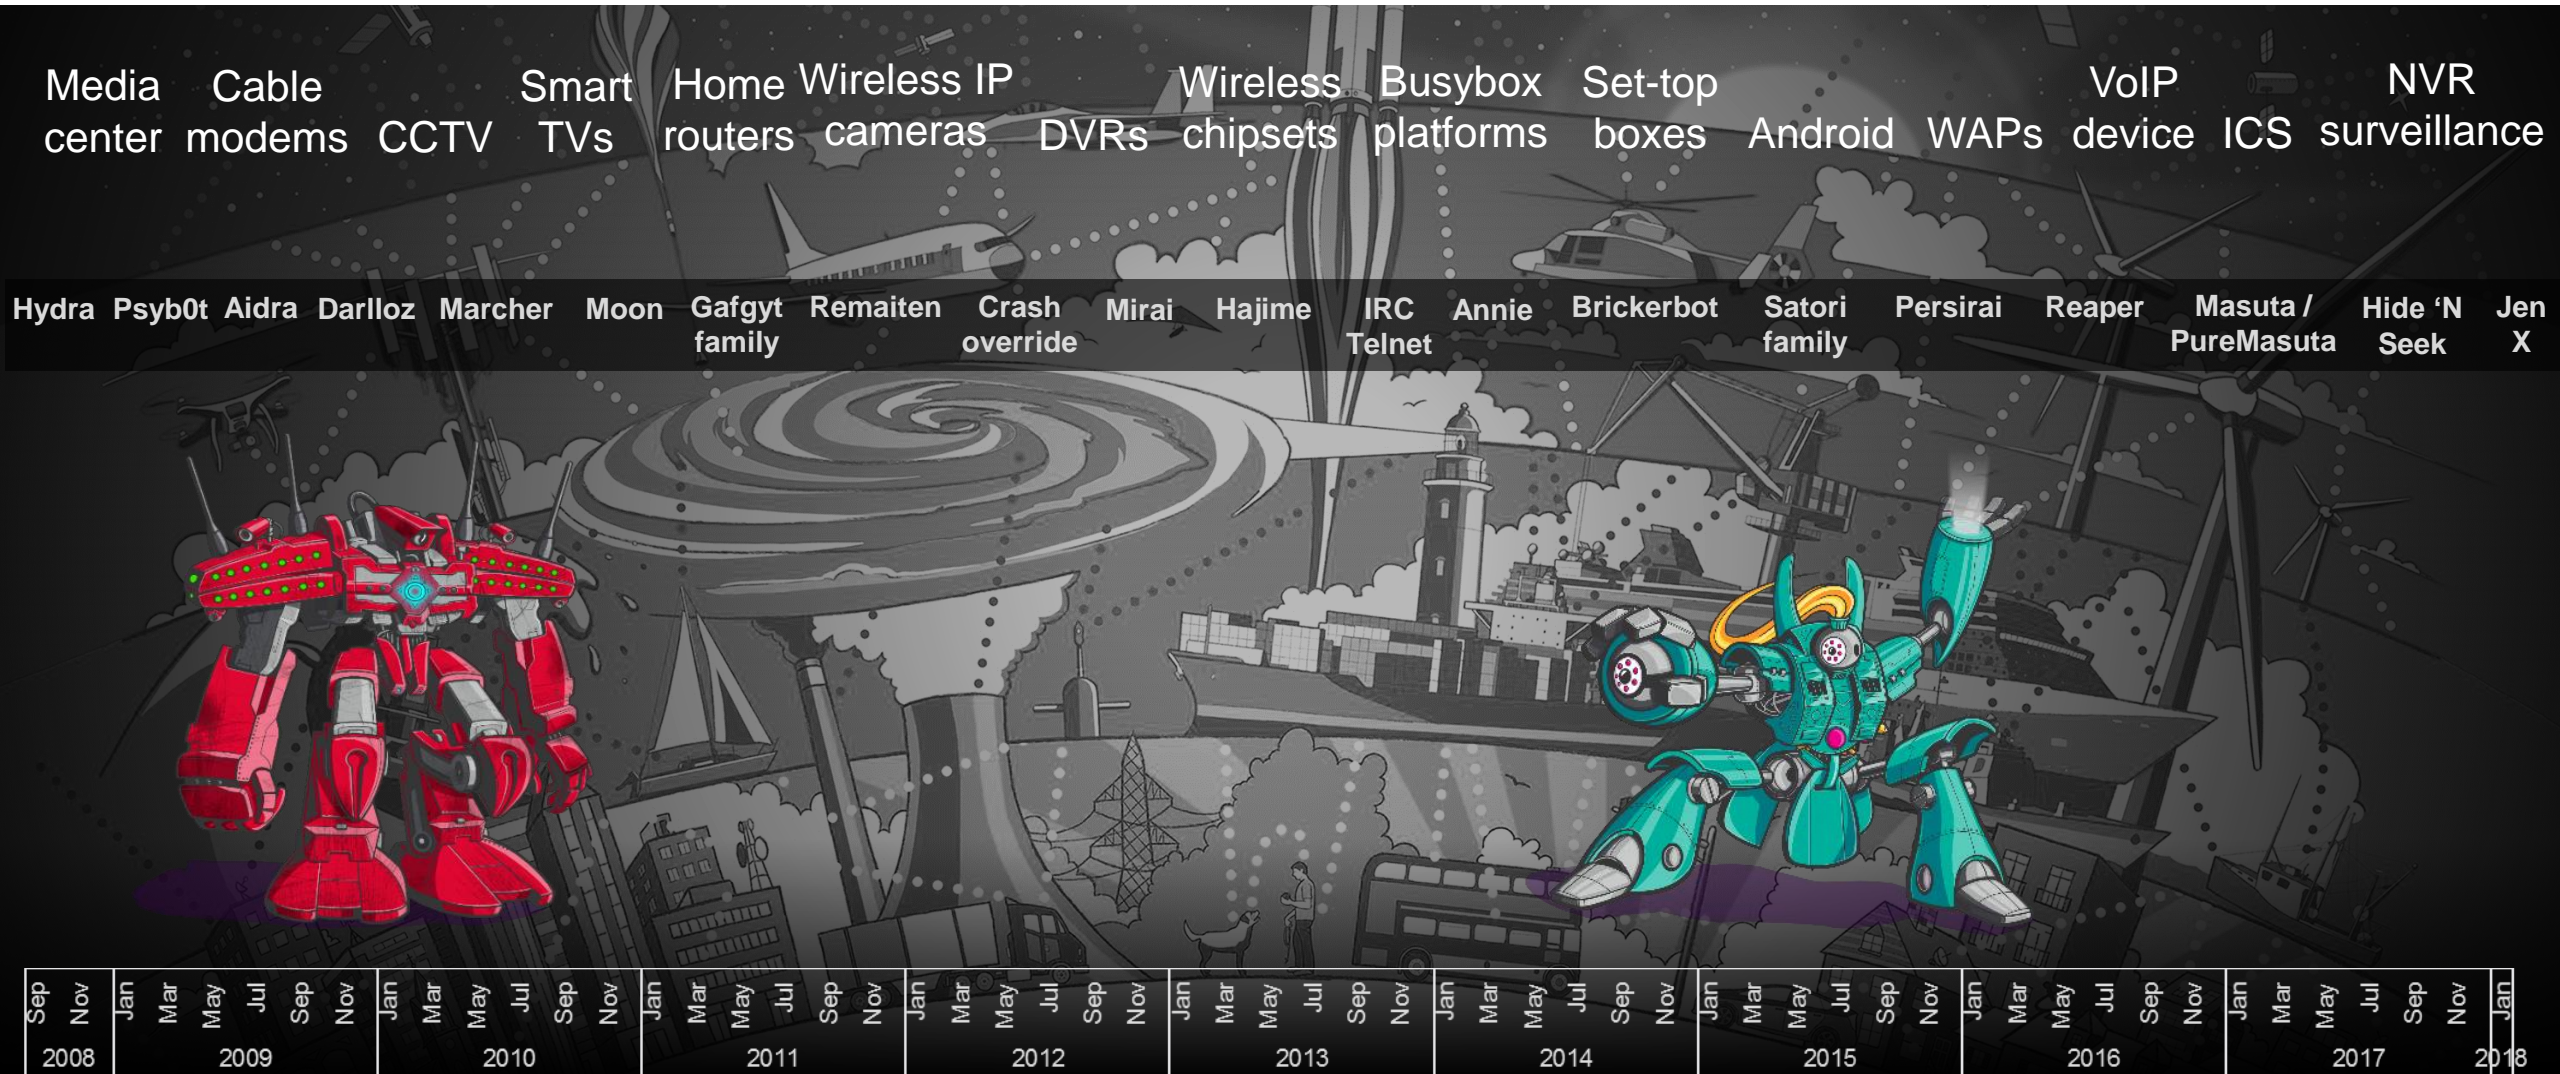 Media
center
Cable
modems
CCTV
Smart
TVs
Home
routers
Wireless IP
cameras
DVRs
Wireless
chipsets
Busybox
platforms
Set-top
boxes
Android
WAPs
VoIP
device
ICS
NVR
surveillance
Hydra
Psyb0t
Aidra
Darlloz
Marcher
Moon
Gafgyt
family
Remaiten
Crash
override
Mirai
Hajime
IRC
Telnet
Annie
Brickerbot
Satori
family
Persirai
Reaper
Masuta /
PureMasuta
Hide ‘N
Seek
Jen
X
Sep Nov Jan Mar May Jul Sep Nov Jan Mar May Jul Sep Nov Jan Mar May Jul Sep Nov Jan Mar May Jul Sep Nov Jan Mar May Jul Sep Nov Jan Mar May Jul Sep Nov Jan Mar May Jul Sep Nov Jan Mar May Jul Sep Nov Jan Mar May Jul Sep Nov Jan
2008 2009 2010 2011 2012 2013 2014 2015 2016 2017 2018